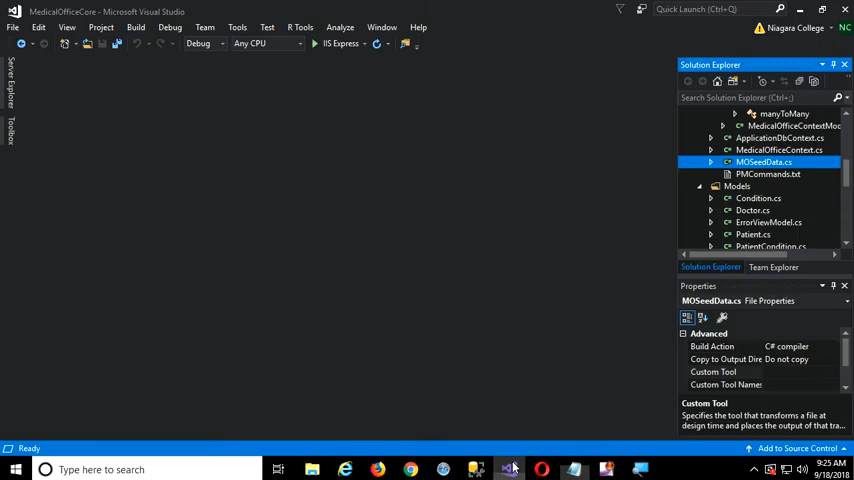 MedicalOfficeCore - Microsoft Visual Studio
Quick Launch (Ctrl+Q)
File Edit View Project Build Debug Team Tools Test R Tools Analyze Window Help
Niagara College NC
Debug Any CPU IIS Express
Server Explorer
Toolbox
Solution Explorer
Search Solution Explorer (Ctrl+;)
manyToMany
MedicalOfficeContextMod
ApplicationDbContext.cs
MedicalOfficeContext.cs
MOSeedData.cs
PMCommands.txt
Models
Condition.cs
Doctor.cs
ErrorViewModel.cs
Patient.cs
PatientCondition.cs
Solution Explorer Team Explorer
Properties
MOSeedData.cs File Properties
Advanced
Build Action C# compiler
Copy to Output Dire Do not copy
Custom Tool
Custom Tool Names
Custom Tool
Specifies the tool that transforms a file at
design time and places the output of that tra...
Ready
Add to Source Control
Type here to search
9:25 AM
9/18/2018